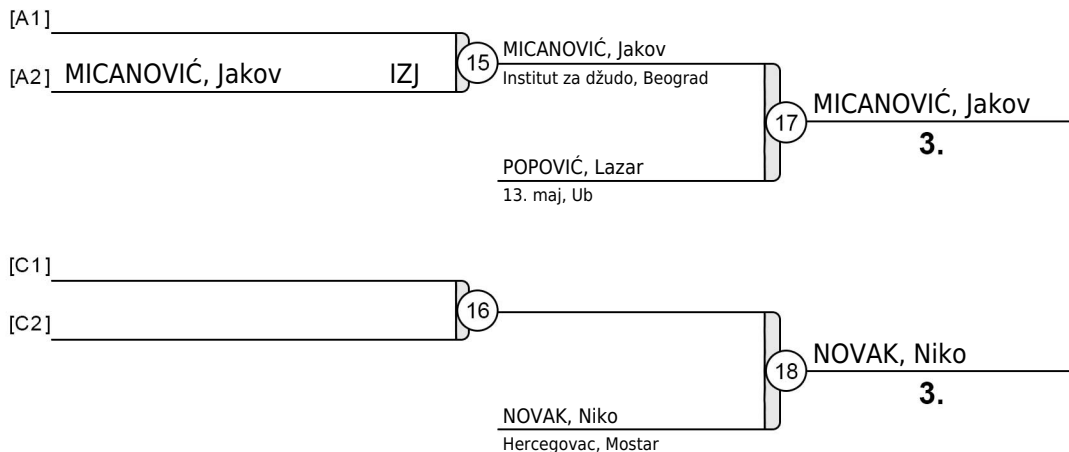 [A1]
[A2] MICANOVIĆ, Jakov IZJ
15
MICANOVIĆ, Jakov
Institut za džudo, Beograd
17
MICANOVIĆ, Jakov
3.
POPOVIĆ, Lazar
13. maj, Ub
[C1]
[C2]
16
18
NOVAK, Niko
3.
NOVAK, Niko
Hercegovac, Mostar